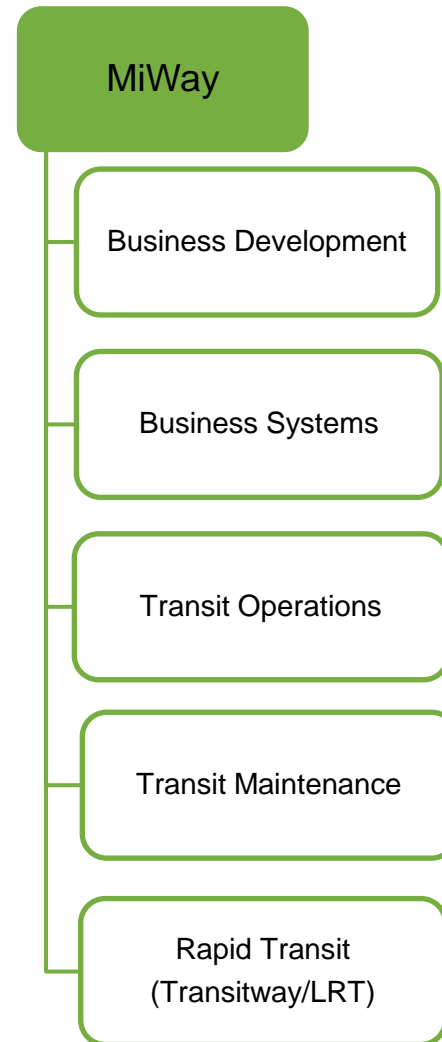 MiWay
Business Development
Business Systems
Transit Operations
Transit Maintenance
Rapid Transit
(Transitway/LRT)